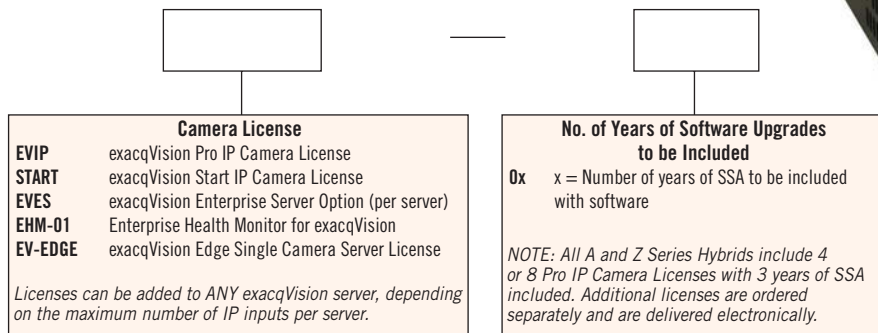 Camera License
EVIP exacqVision Pro IP Camera License
START exacqVision Start IP Camera License
EVES exacqVision Enterprise Server Option (per server)
EHM-01 Enterprise Health Monitor for exacqVision
EV-EDGE exacqVision Edge Single Camera Server License
Licenses can be added to ANY exacqVision server, depending
on the maximum number of IP inputs per server.
No. of Years of Software Upgrades
to be Included
0x x = Number of years of SSA to be included
with software
NOTE: All A and Z Series Hybrids include 4
or 8 Pro IP Camera Licenses with 3 years of SSA
included. Additional licenses are ordered
separately and are delivered electronically.